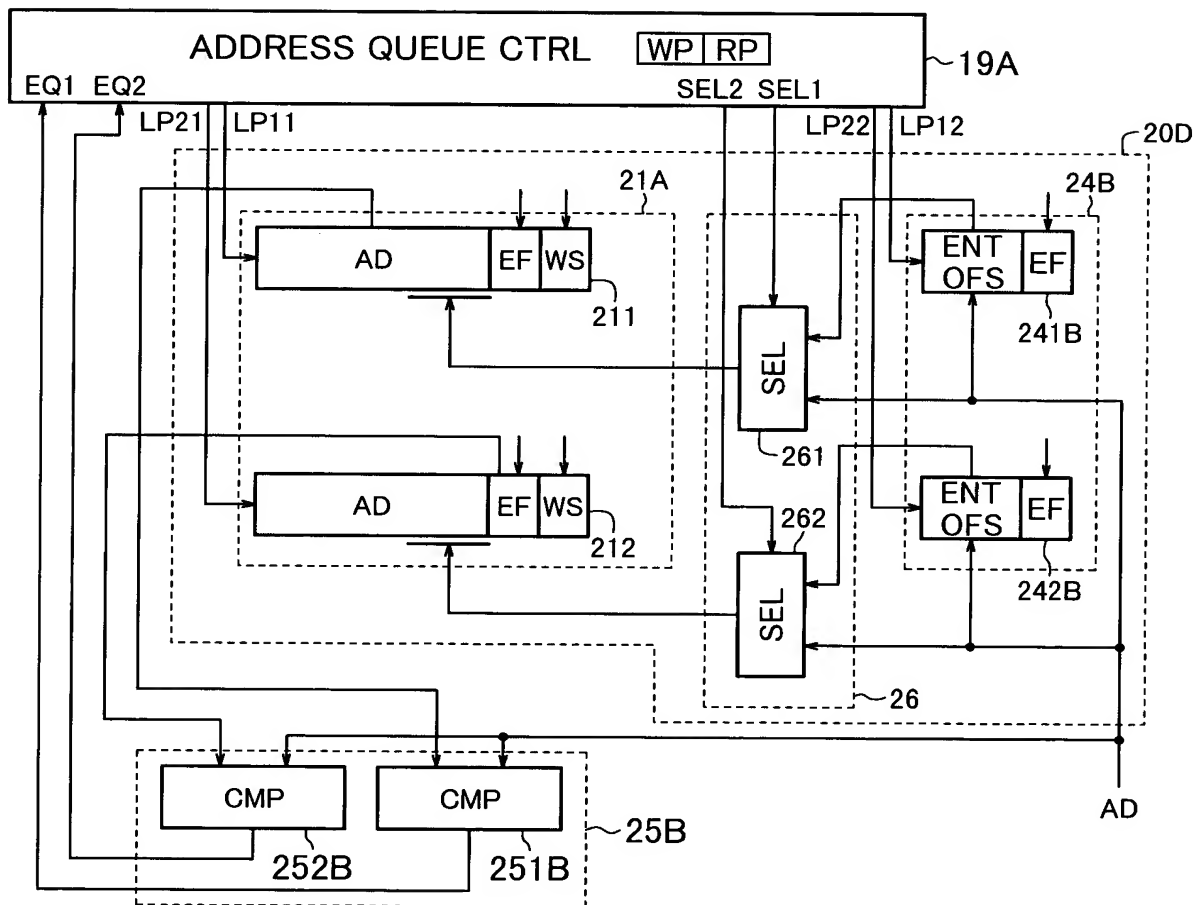 ADDRESS QUEUE CTRL WP RP
19A
EQ1 EQ2 SEL2 SEL1
LP21 LP11 LP22 LP12
20D
21A
24B
AD EF WS
211
ENT OFS EF
241B
SEL
261
AD EF WS
212
262
ENT OFS EF
242B
SEL
26
CMP
CMP
AD
252B
251B
25B